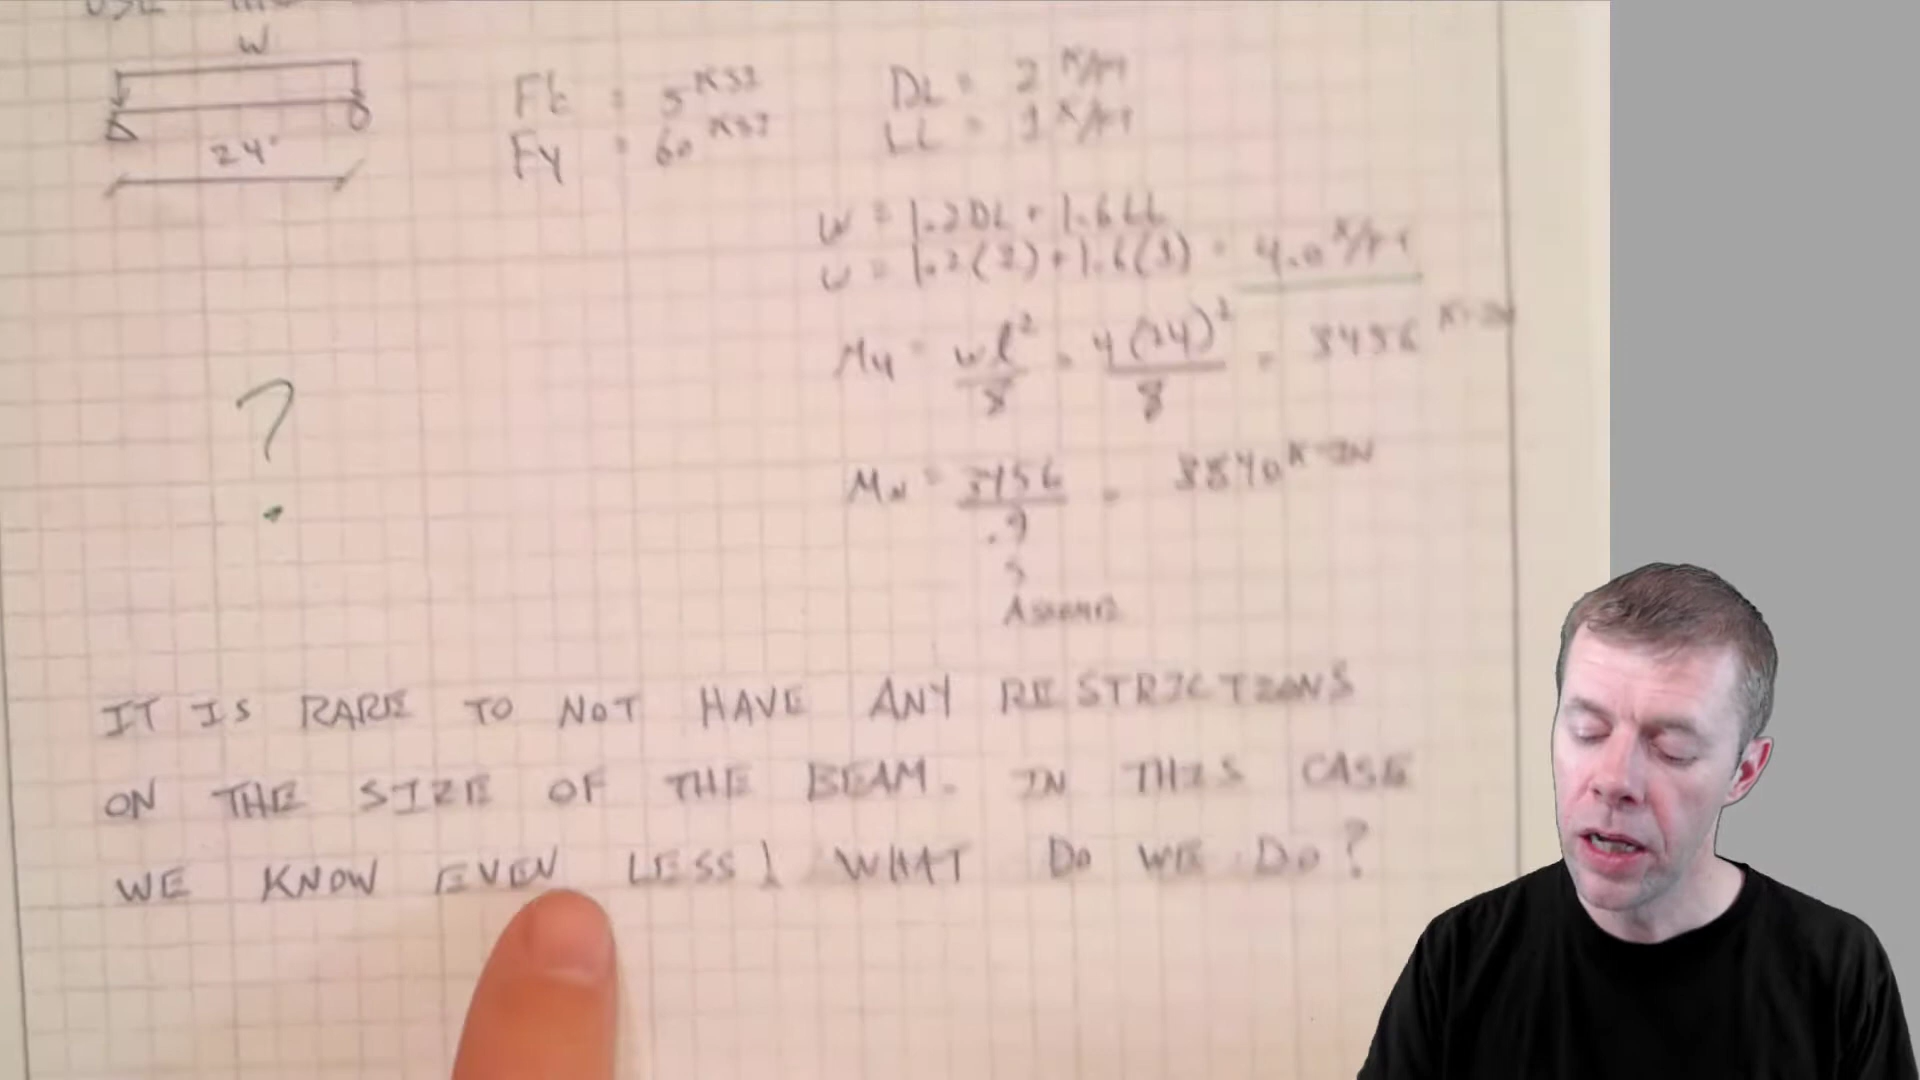 W
24'
F'c = 5 KSI
Fy = 60 KSI
DL = 2 K/FT
LL = 1 K/FT
W = 1.2DL + 1.6LL
W = 1.2(2) + 1.6(1) = 4.0 K/FT
Mu = wl²/8 = 4(24)²/8 = 3456 K-IN
Mn = 3456/.9 = 3840 K-IN
ASSUMED
?
IT IS RARE TO NOT HAVE ANY RESTRICTIONS
ON THE SIZE OF THE BEAM. IN THIS CASE
WE KNOW EVEN LESS! WHAT DO WE DO?